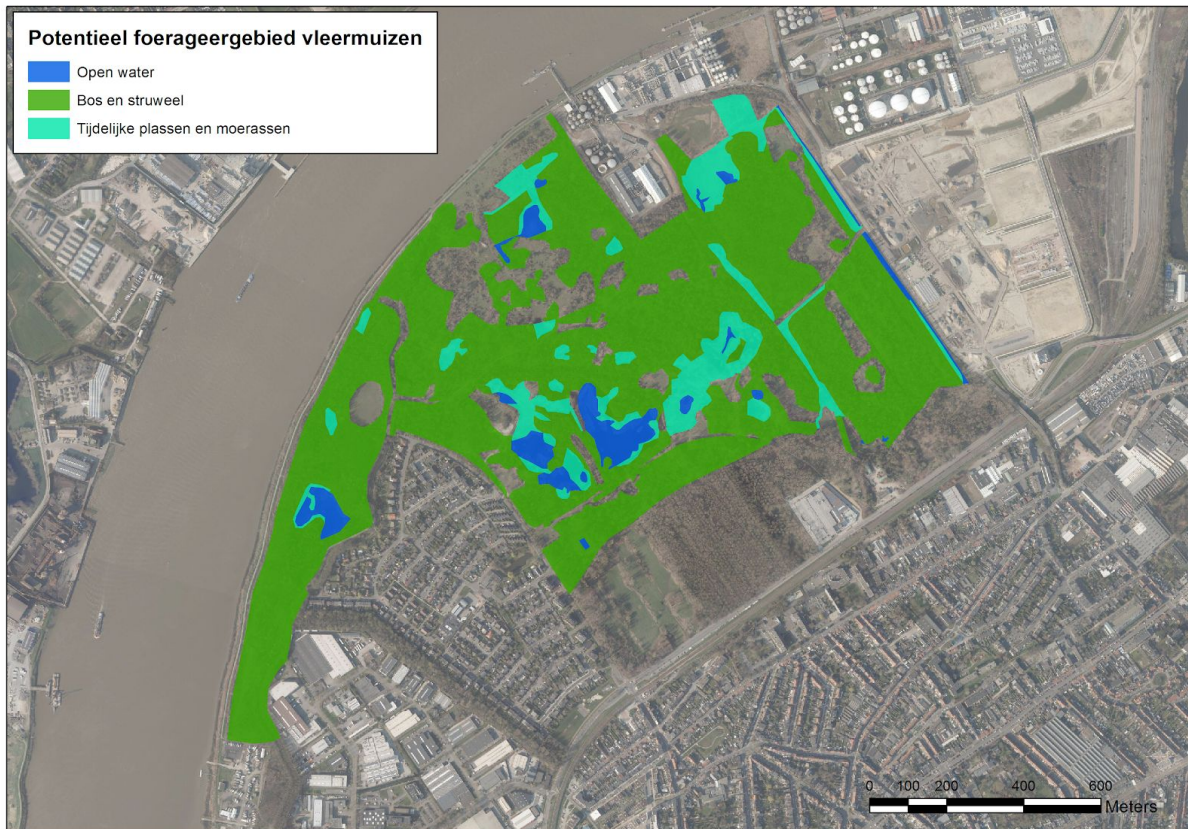 Potentieel foerageergebied vleermuizen
Open water
Bos en struweel
Tijdelijke plassen en moerassen
0 100 200 400 600
Meters